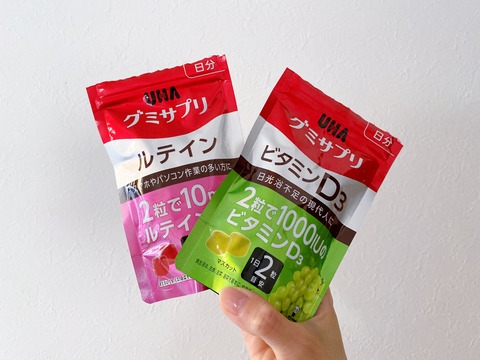 日分
UHA
グミサプリ
ルテイン
ホやパソコン作業の多い方に
2粒で10
ルテイン
日分
UHA
グミサプリ
ビタミンD3
日光浴不足の現代人に
2粒で1000IUの
ビタミンD3
マスカット
1日2粒
目安